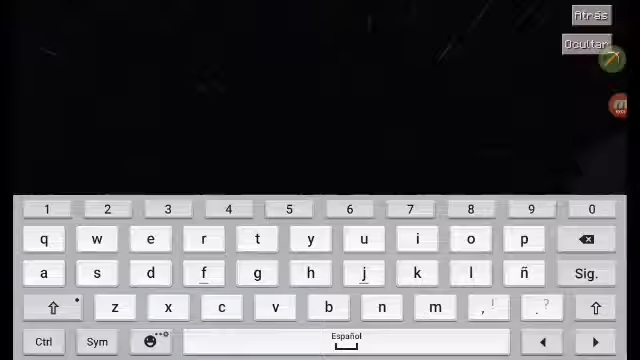 Atrás
Ocultar
1 2 3 4 5 6 7 8 9 0
q w e r t y u i o p
a s d f g h j k l ñ Sig.
z x c v b n m , ! . ?
Ctrl Sym Español